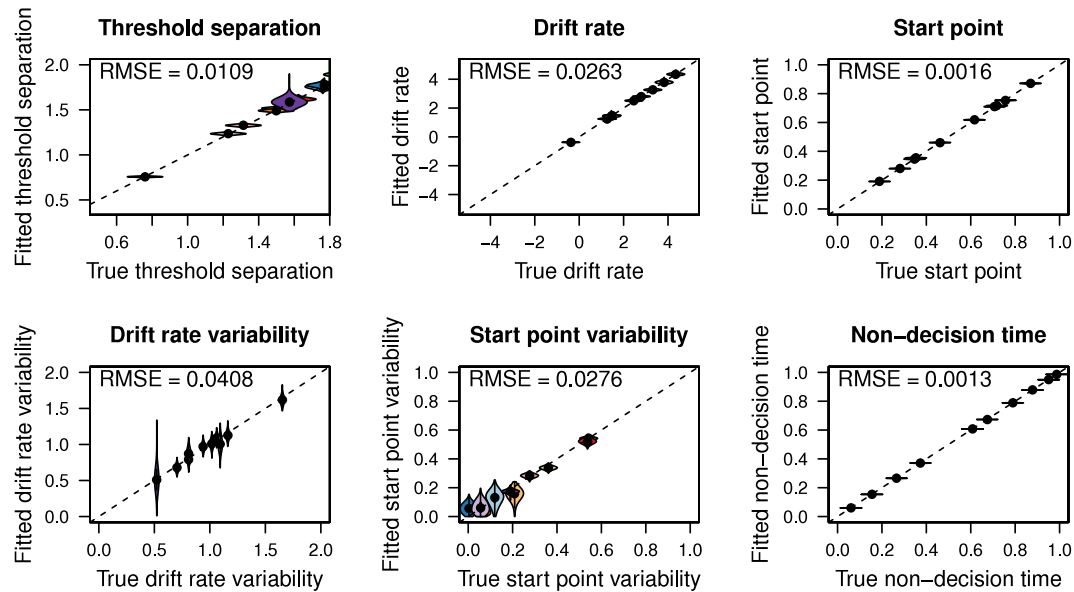 Threshold separation
RMSE = 0.0109
Fitted threshold separation
2.0
1.5
1.0
0.5
0.6
1.0
1.4
1.8
True threshold separation
Drift rate
RMSE = 0.0263
Fitted drift rate
4
2
0
−2
−4
−4
−2
0
2
4
True drift rate
Start point
RMSE = 0.0016
Fitted start point
1.0
0.8
0.6
0.4
0.2
0.0
0.0
0.2
0.4
0.6
0.8
1.0
True start point
Drift rate variability
RMSE = 0.0408
Fitted drift rate variability
2.0
1.5
1.0
0.5
0.0
0.0
0.5
1.0
1.5
2.0
True drift rate variability
Start point variability
RMSE = 0.0276
Fitted start point variability
1.0
0.8
0.6
0.4
0.2
0.0
0.0
0.2
0.4
0.6
0.8
1.0
True start point variability
Non−decision time
RMSE = 0.0013
Fitted non−decision time
1.0
0.8
0.6
0.4
0.2
0.0
0.0
0.2
0.4
0.6
0.8
1.0
True non−decision time